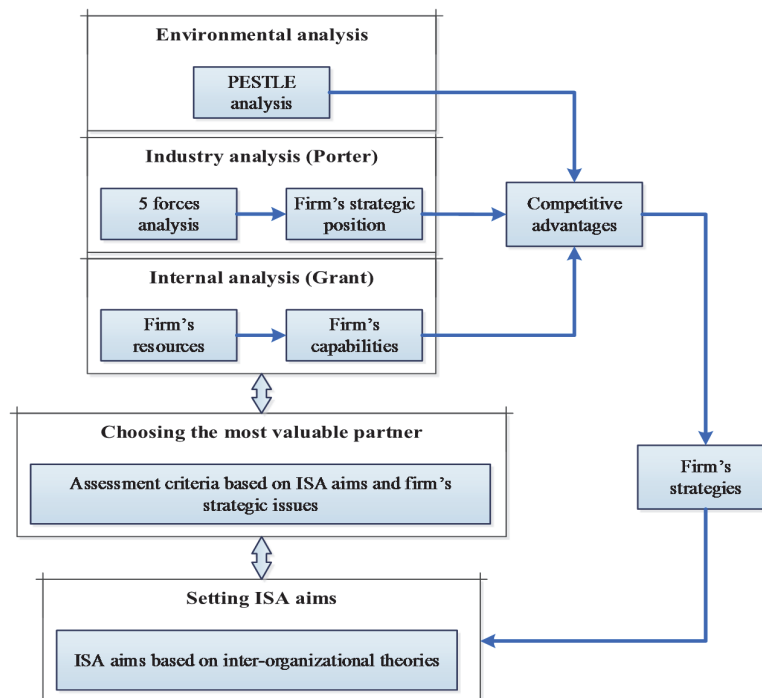 Environmental analysis
PESTLE
analysis
Industry analysis (Porter)
5 forces
analysis
Firm's strategic
position
Competitive
advantages
Internal analysis (Grant)
Firm's
resources
Firm's
capabilities
Choosing the most valuable partner
Assessment criteria based on ISA aims and firm's
strategic issues
Firm's
strategies
Setting ISA aims
ISA aims based on inter-organizational theories